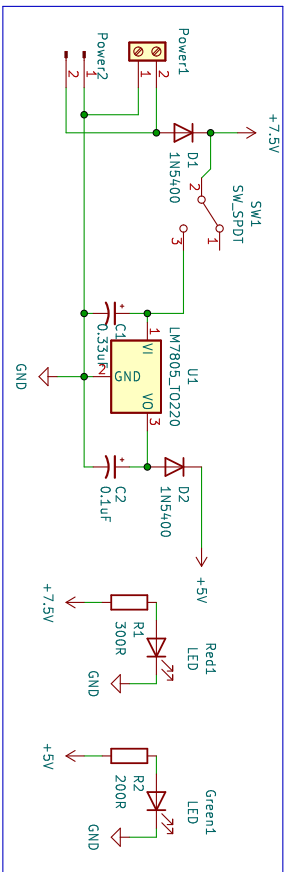 Power1
1
2
Power2
1
2
D1
1N5400
+7.5V
SW1
SW_SPDT
2
1
3
C1
0.33uF
U1
LM7805_TO220
1
VI
2
GND
VO
3
GND
C2
0.1uF
D2
1N5400
+5V
+7.5V
R1
300R
Red1
LED
GND
+5V
R2
200R
Green1
LED
GND